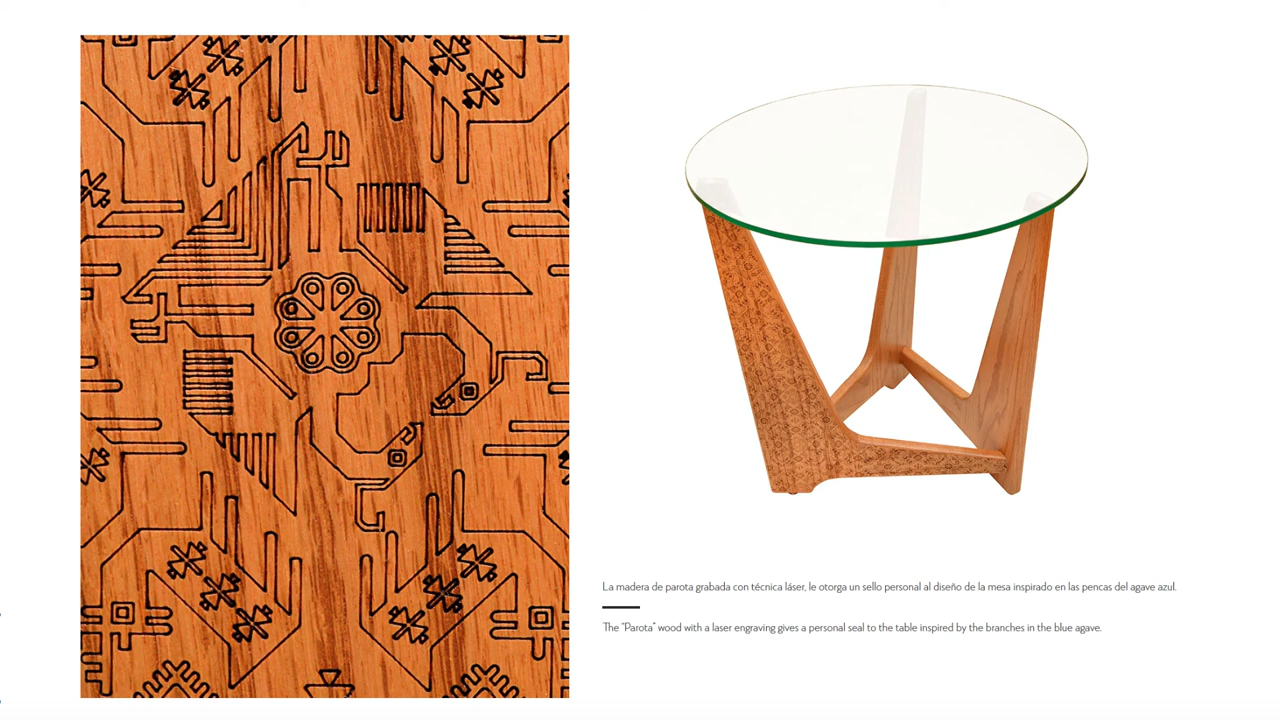 La madera de parota grabada con técnica láser, le otorga un sello personal al diseño de la mesa inspirado en las pencas del agave azul.
The "Parota" wood with a laser engraving gives a personal seal to the table inspired by the branches in the blue agave.